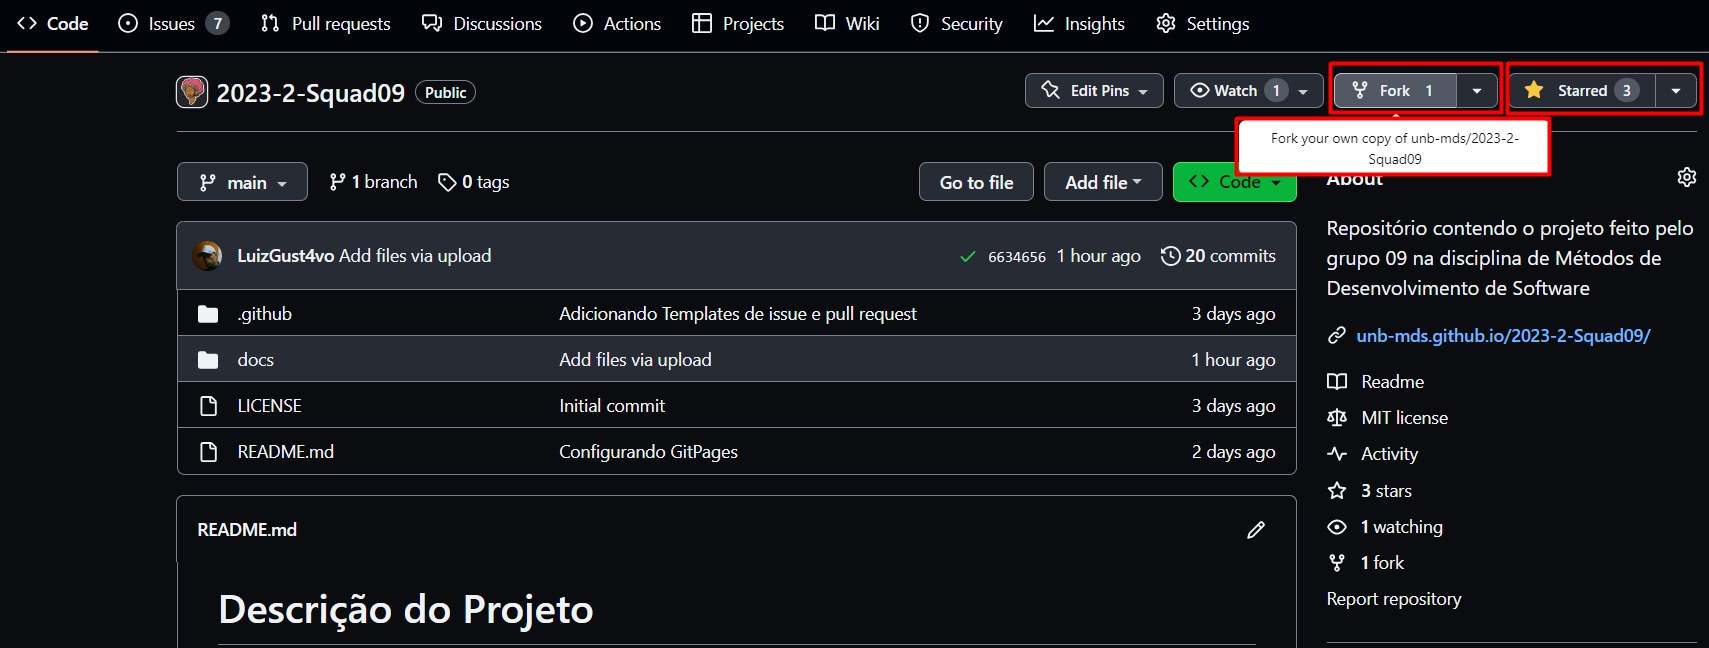 Code Issues 7 Pull requests Discussions Actions Projects Wiki Security Insights Settings
2023-2-Squad09 Public Edit Pins Watch 1 Fork 1 Starred 3
Fork your own copy of unb-mds/2023-2-
Squad09
main 1 branch 0 tags Go to file Add file Code
About
Repositório contendo o projeto feito pelo
grupo 09 na disciplina de Métodos de
Desenvolvimento de Software
unb-mds.github.io/2023-2-Squad09/
Readme
MIT license
Activity
3 stars
1 watching
1 fork
Report repository
LuizGust4vo Add files via upload 6634656 1 hour ago 20 commits
.github Adicionando Templates de issue e pull request 3 days ago
docs Add files via upload 1 hour ago
LICENSE Initial commit 3 days ago
README.md Configurando GitPages 2 days ago
README.md
Descrição do Projeto